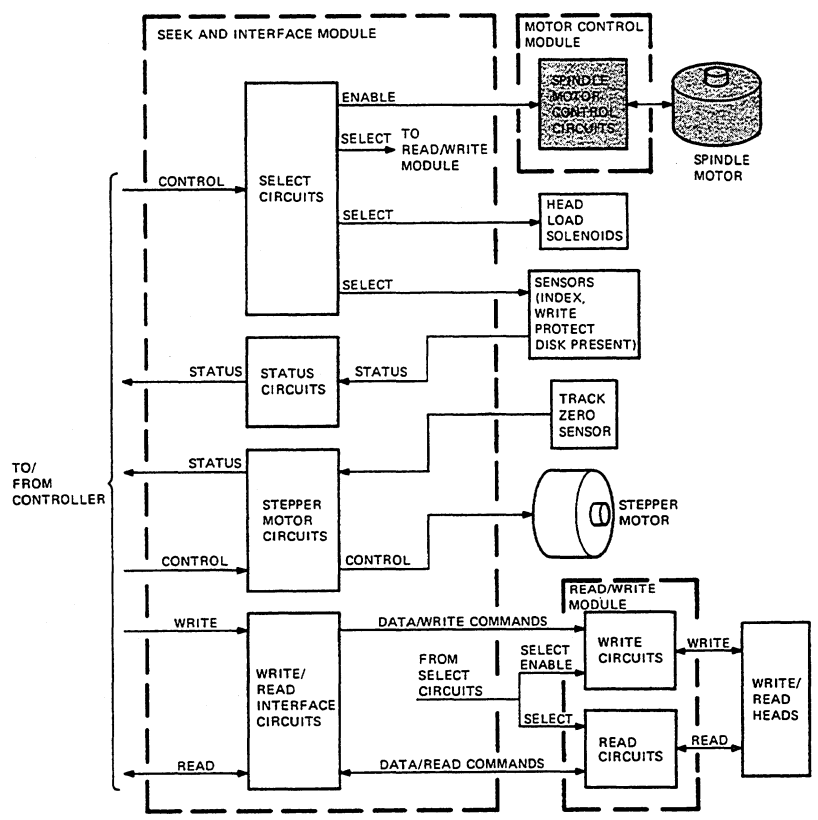 SEEK AND INTERFACE MODULE
MOTOR CONTROL
MODULE
ENABLE
SPINDLE
MOTOR
CONTROL
CIRCUITS
SPINDLE
MOTOR
SELECT
TO
READ/WRITE
MODULE
CONTROL
SELECT
CIRCUITS
SELECT
HEAD
LOAD
SOLENOIDS
SELECT
SENSORS
(INDEX,
WRITE
PROTECT
DISK PRESENT)
STATUS
STATUS
CIRCUITS
STATUS
TRACK
ZERO
SENSOR
TO/
FROM
CONTROLLER
STATUS
STEPPER
MOTOR
CIRCUITS
STEPPER
MOTOR
CONTROL
CONTROL
READ/WRITE
MODULE
WRITE
DATA/WRITE COMMANDS
WRITE
CIRCUITS
WRITE
WRITE/
READ
INTERFACE
CIRCUITS
FROM
SELECT
CIRCUITS
SELECT
ENABLE
SELECT
WRITE/
READ
HEADS
READ
CIRCUITS
READ
READ
DATA/READ COMMANDS